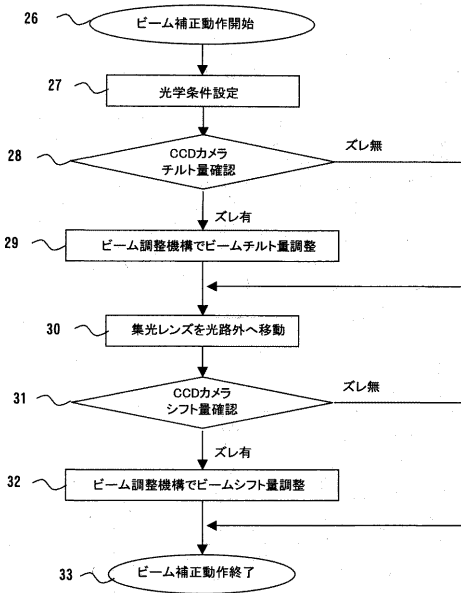 26
ビーム補正動作開始
27
光学条件設定
28
CCDカメラ
チルト量確認
ズレ無
ズレ有
29
ビーム調整機構でビームチルト量調整
30
集光レンズを光路外へ移動
31
CCDカメラ
シフト量確認
ズレ無
ズレ有
32
ビーム調整機構でビームシフト量調整
33
ビーム補正動作終了